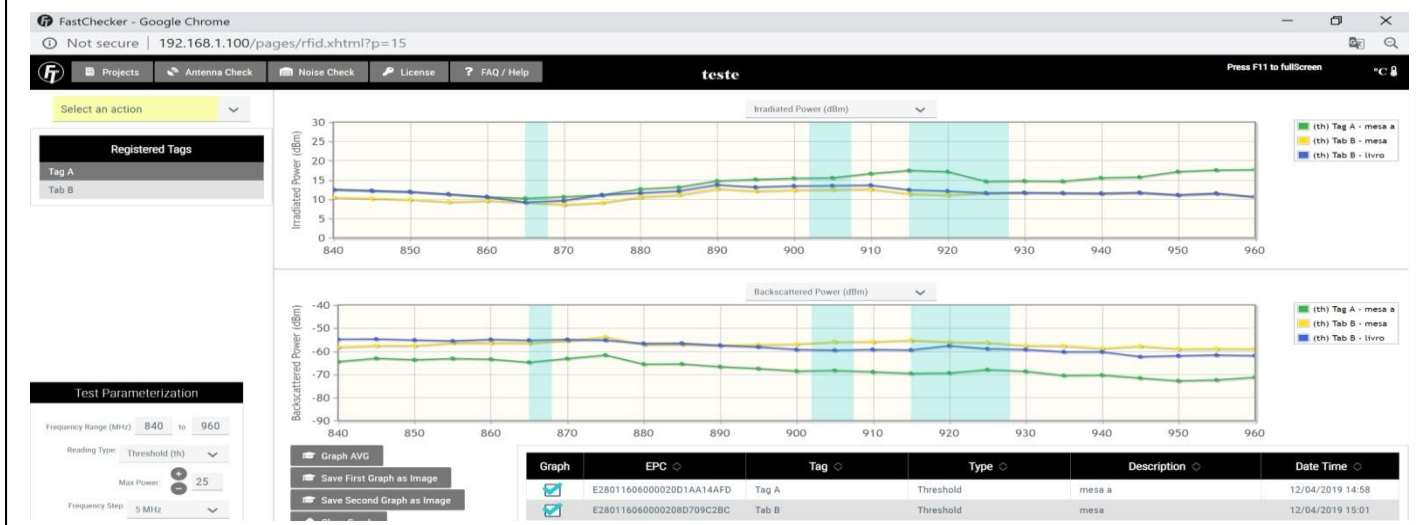 FastChecker - Google Chrome
Not secure | 192.168.1.100/pages/rfid.xhtml?p=15
Projects Antenna Check Noise Check License FAQ / Help teste Press F11 to fullScreen °C
Select an action
Registered Tags
Tag A
Tab B
Irradiated Power (dBm)
Irradiated Power (dBm)
30
25
20
15
10
5
0
840 850 860 870 880 890 900 910 920 930 940 950 960
(th) Tag A - mesa a
(th) Tab B - mesa
(th) Tab B - livro
Backscattered Power (dBm)
Backscattered Power (dBm)
-40
-50
-60
-70
-80
-90
840 850 860 870 880 890 900 910 920 930 940 950 960
(th) Tag A - mesa a
(th) Tab B - mesa
(th) Tab B - livro
Test Parameterization
Frequency Range (MHz): 840 to 960
Reading Type: Threshold (th)
Max Power: 25
Frequency Step: 5 MHz
Graph AVG
Save First Graph as Image
Save Second Graph as Image
Graph EPC Tag Type Description Date Time
E28011606000020D1AA14AFD Tag A Threshold mesa a 12/04/2019 14:58
E280116060000208D709C2BC Tab B Threshold mesa 12/04/2019 15:01